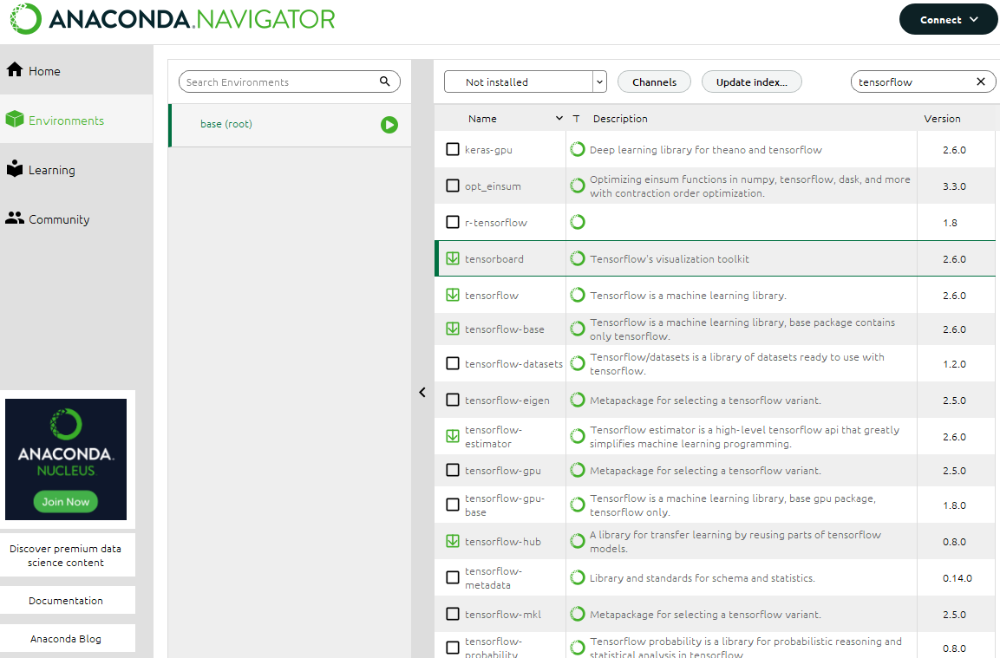 ANACONDA.NAVIGATOR
Connect
Home
Environments
Learning
Community
ANACONDA.
NUCLEUS
Join Now
Discover premium data
science content
Documentation
Anaconda Blog
Search Environments
base (root)
Not installed
Channels
Update index...
tensorflow
Name T Description Version
keras-gpu Deep learning library for theano and tensorflow 2.6.0
opt_einsum Optimizing einsum functions in numpy, tensorflow, dask, and more
with contraction order optimization. 3.3.0
r-tensorflow 1.8
tensorboard Tensorflow's visualization toolkit 2.6.0
tensorflow Tensorflow is a machine learning library. 2.6.0
tensorflow-base Tensorflow is a machine learning library, base package contains
only tensorflow. 2.6.0
tensorflow-datasets Tensorflow/datasets is a library of datasets ready to use with
tensorflow. 1.2.0
tensorflow-eigen Metapackage for selecting a tensorflow variant. 2.5.0
tensorflow- Tensorflow estimator is a high-level tensorflow api that greatly
estimator simplifies machine learning programming. 2.6.0
tensorflow-gpu Metapackage for selecting a tensorflow variant. 2.5.0
tensorflow-gpu- Tensorflow is a machine learning library, base gpu package,
base tensorflow only. 1.8.0
tensorflow-hub A library for transfer learning by reusing parts of tensorflow
models. 0.8.0
tensorflow-
metadata Library and standards for schema and statistics. 0.14.0
tensorflow-mkl Metapackage for selecting a tensorflow variant. 2.5.0
tensorflow- Tensorflow probability is a library for probabilistic reasoning and
probability statistical analysis in tensorflow 0.8.0